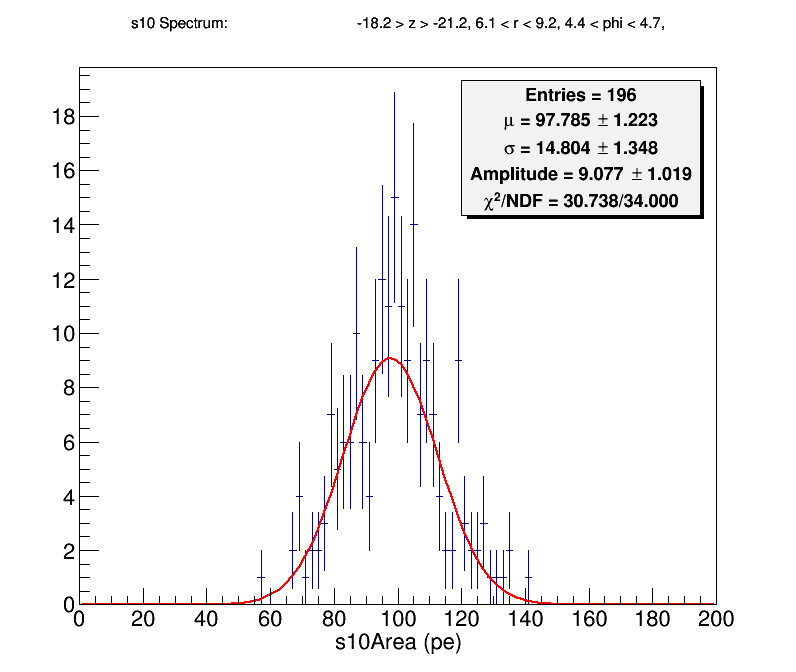 s10 Spectrum: -18.2 > z > -21.2, 6.1 < r < 9.2, 4.4 < phi < 4.7,
Entries = 196
μ = 97.785 ± 1.223
σ = 14.804 ± 1.348
Amplitude = 9.077 ± 1.019
χ²/NDF = 30.738/34.000
18
16
14
12
10
8
6
4
2
0
0 20 40 60 80 100 120 140 160 180 200
s10Area (pe)